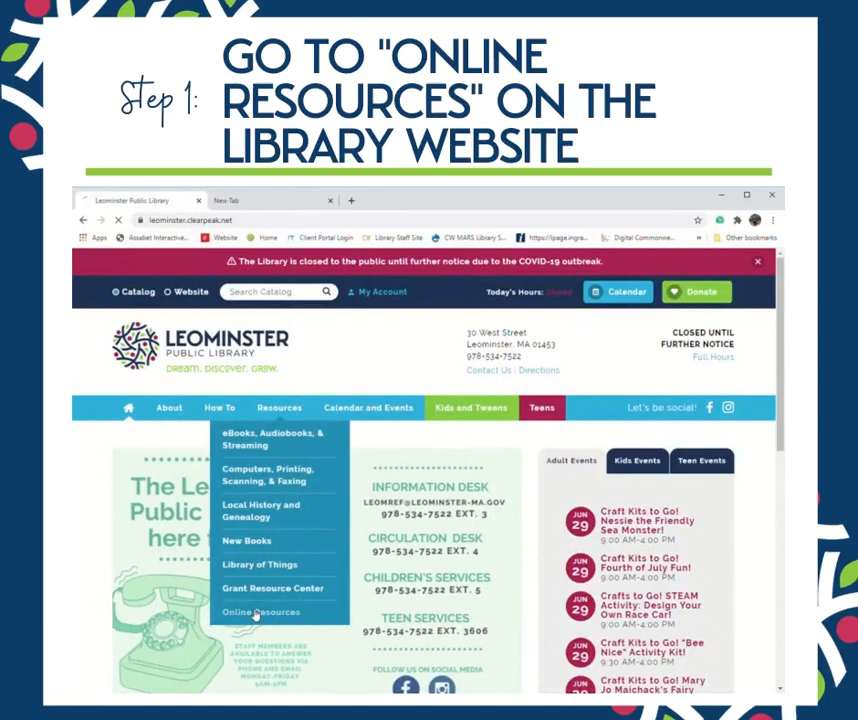 Step 1:
GO TO "ONLINE
RESOURCES" ON THE
LIBRARY WEBSITE
Leominster Public Library
New Tab
leominster.clearpeak.net
Apps Assabet Interactive... Website Home Client Portal Login Library Staff Site CW MARS Library S... https://ipage.ingra... Digital Commonwe... » Other bookmarks
The Library is closed to the public until further notice due to the COVID-19 outbreak.
Catalog Website Search Catalog My Account Today's Hours: Closed Calendar Donate
LEOMINSTER
PUBLIC LIBRARY
DREAM. DISCOVER. GROW.
30 West Street
Leominster, MA 01453
978-534-7522
Contact Us | Directions
CLOSED UNTIL
FURTHER NOTICE
Full Hours
About How To Resources Calendar and Events Kids and Tweens Teens Let's be social!
eBooks, Audiobooks, &
Streaming
Computers, Printing,
Scanning, & Faxing
Local History and
Genealogy
New Books
Library of Things
Grant Resource Center
Online Resources
The Le
Public
here
STAFF MEMBERS ARE
AVAILABLE TO ANSWER
YOUR QUESTIONS VIA
PHONE AND EMAIL
MONDAY-FRIDAY
9AM-5PM
INFORMATION DESK
LEOMREF@LEOMINSTER-MA.GOV
978-534-7522 EXT. 3
CIRCULATION DESK
978-534-7522 EXT. 4
CHILDREN'S SERVICES
978-534-7522 EXT. 5
TEEN SERVICES
978-534-7522 EXT. 3606
FOLLOW US ON SOCIAL MEDIA
Adult Events Kids Events Teen Events
JUN
29
Craft Kits to Go!
Nessie the Friendly
Sea Monster!
9:00 AM-4:00 PM
JUN
29
Craft Kits to Go!
Fourth of July Fun!
9:00 AM-4:00 PM
JUN
29
Crafts to Go! STEAM
Activity: Design Your
Own Race Car!
9:00 AM-4:00 PM
JUN
29
Craft Kits to Go! "Bee
Nice" Activity Kit!
9:30 AM-4:00 PM
JUN
Craft Kits to Go! Mary
Jo Maichack's Fairy